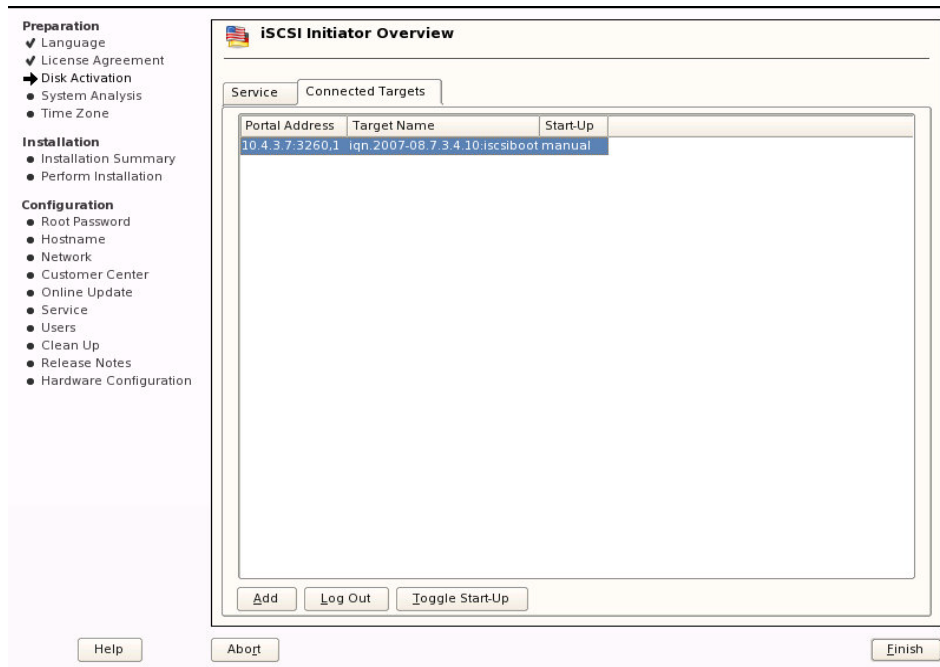 Preparation
Language
License Agreement
Disk Activation
System Analysis
Time Zone
Installation
Installation Summary
Perform Installation
Configuration
Root Password
Hostname
Network
Customer Center
Online Update
Service
Users
Clean Up
Release Notes
Hardware Configuration
iSCSI Initiator Overview
Service Connected Targets
Portal Address Target Name Start-Up
10.4.3.7:3260,1 iqn.2007-08.7.3.4.10:iscsiboot manual
Add Log Out Toggle Start-Up
Help Abort Finish